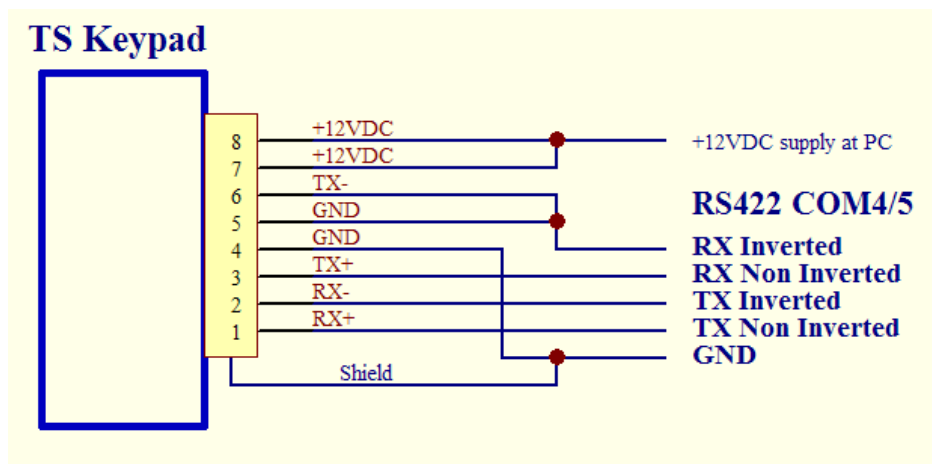 TS Keypad
8 +12VDC +12VDC supply at PC
7 +12VDC
6 TX-
5 GND RS422 COM4/5
4 GND RX Inverted
3 TX+ RX Non Inverted
2 RX- TX Inverted
1 RX+ TX Non Inverted
GND
Shield